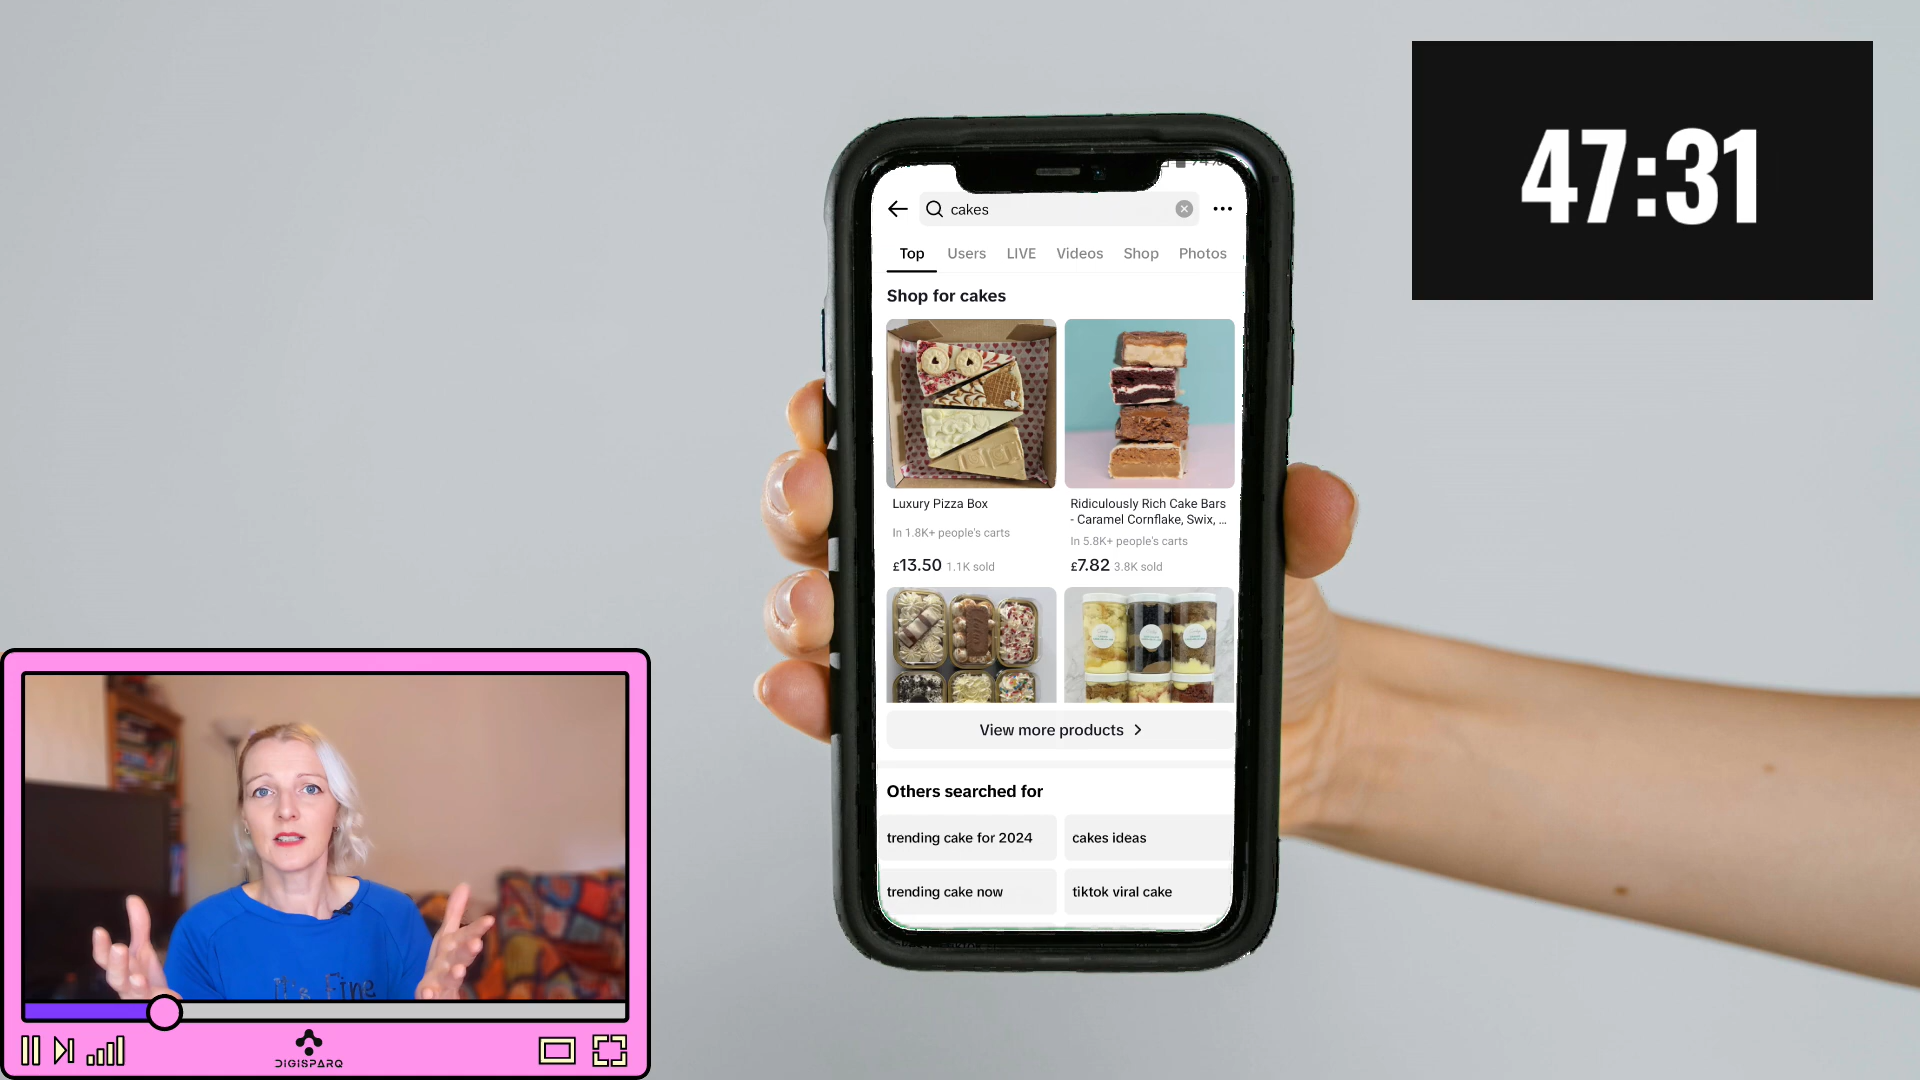 47:31
cakes
Top Users LIVE Videos Shop Photos
Shop for cakes
Luxury Pizza Box
In 1.8K+ people's carts
£13.50 1.1K sold
Ridiculously Rich Cake Bars
- Caramel Cornflake, Swix, ...
In 5.8K+ people's carts
£7.82 3.8K sold
View more products
Others searched for
trending cake for 2024
cakes ideas
trending cake now
tiktok viral cake
It's Fine
DIGISPARQ